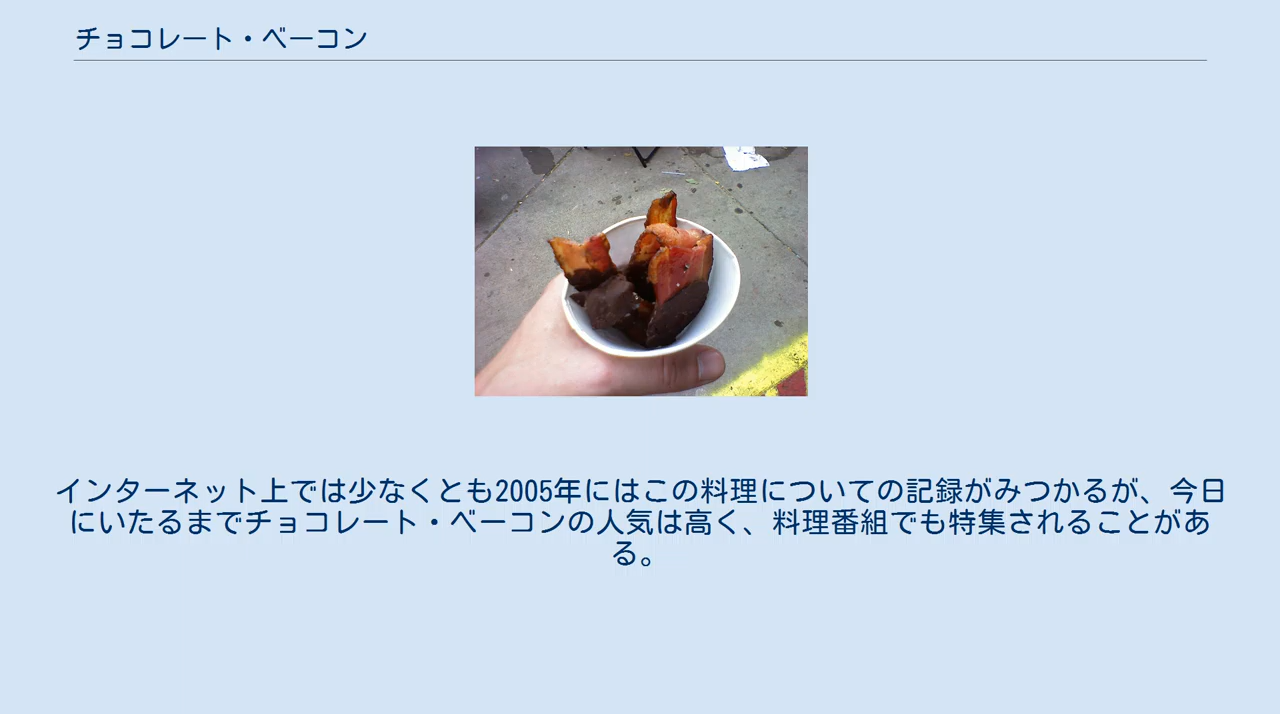 チョコレート・ベーコン
インターネット上では少なくとも2005年にはこの料理についての記録がみつかるが、今日
にいたるまでチョコレート・ベーコンの人気は高く、料理番組でも特集されることがあ
る。